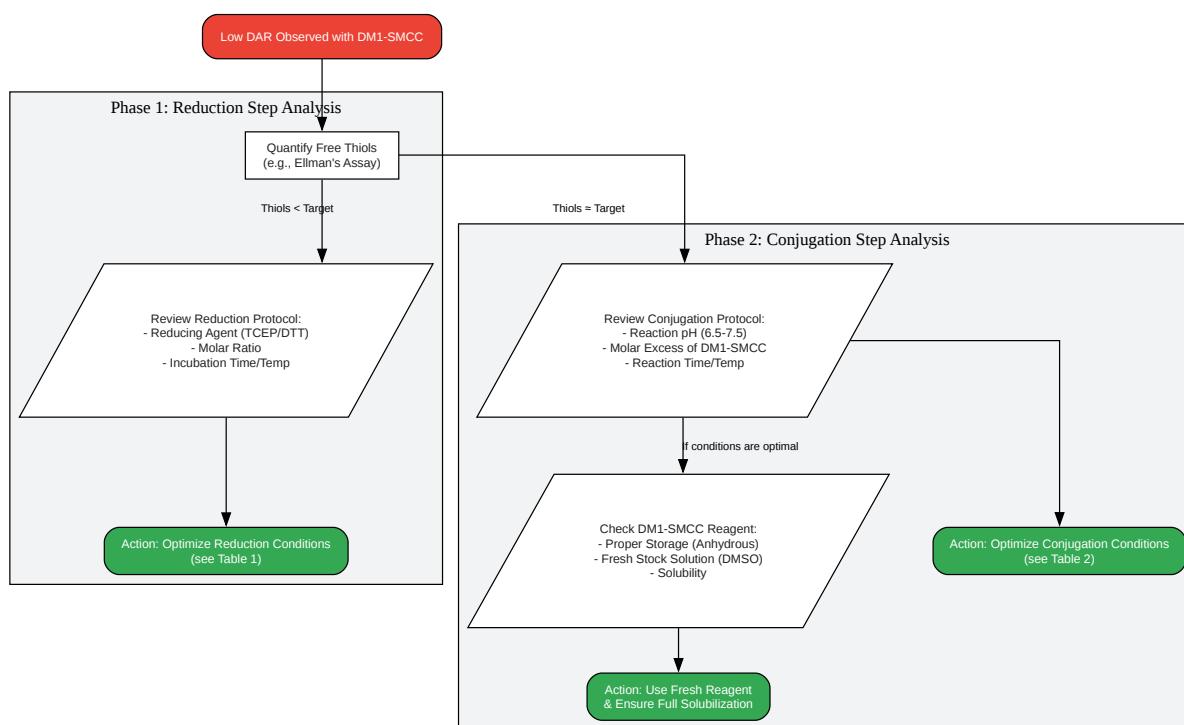 Low DAR Observed with DM1-SMCC
Phase 1: Reduction Step Analysis
Quantify Free Thiols
(e.g., Ellman's Assay)
Thiols < Target
Thiols ≈ Target
Phase 2: Conjugation Step Analysis
Review Reduction Protocol:
- Reducing Agent (TCEP/DTT)
- Molar Ratio
- Incubation Time/Temp
Review Conjugation Protocol:
- Reaction pH (6.5-7.5)
- Molar Excess of DM1-SMCC
- Reaction Time/Temp
If conditions are optimal
Check DM1-SMCC Reagent:
- Proper Storage (Anhydrous)
- Fresh Stock Solution (DMSO)
- Solubility
Action: Optimize Reduction Conditions
(see Table 1)
Action: Optimize Conjugation Conditions
(see Table 2)
Action: Use Fresh Reagent
& Ensure Full Solubilization